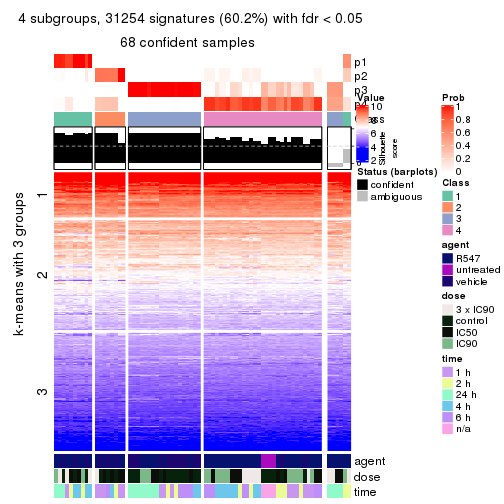 4 subgroups, 31254 signatures (60.2%) with fdr < 0.05
68 confident samples
p1
p2
p3
p4
Class
k-means with 3 groups
1
2
3
agent
dose
time
Value
10
8
6
4
2
Silhouette
score
Status (barplots)
confident
ambiguous
Prob
1
0.8
0.6
0.4
0.2
0
Class
1
2
3
4
agent
R547
untreated
vehicle
dose
3 x IC90
control
IC50
IC90
time
1 h
2 h
24 h
4 h
6 h
n/a